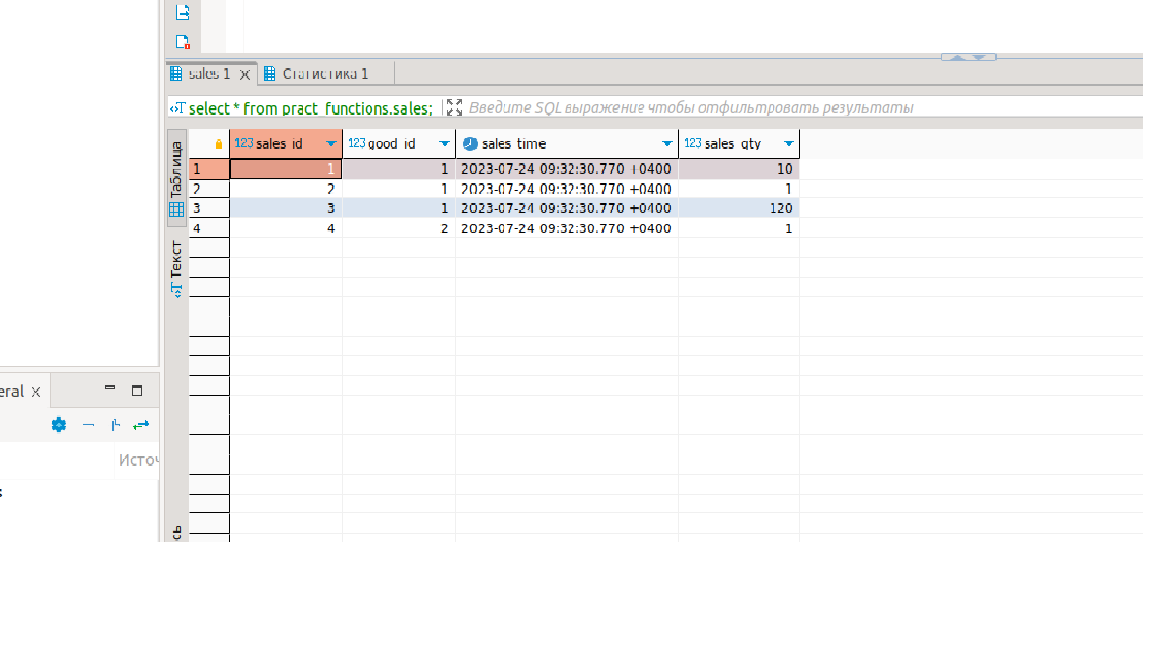 sales 1 X Статистика 1
select * from pract_functions.sales; Введите SQL выражение чтобы отфильтровать результаты
Таблица
Текст
123 sales_id 123 good_id sales_time 123 sales_qty
1 1 1 2023-07-24 09:32:30.770 +0400 10
2 2 1 2023-07-24 09:32:30.770 +0400 1
3 3 1 2023-07-24 09:32:30.770 +0400 120
4 4 2 2023-07-24 09:32:30.770 +0400 1
eral X
Источ
s
сь